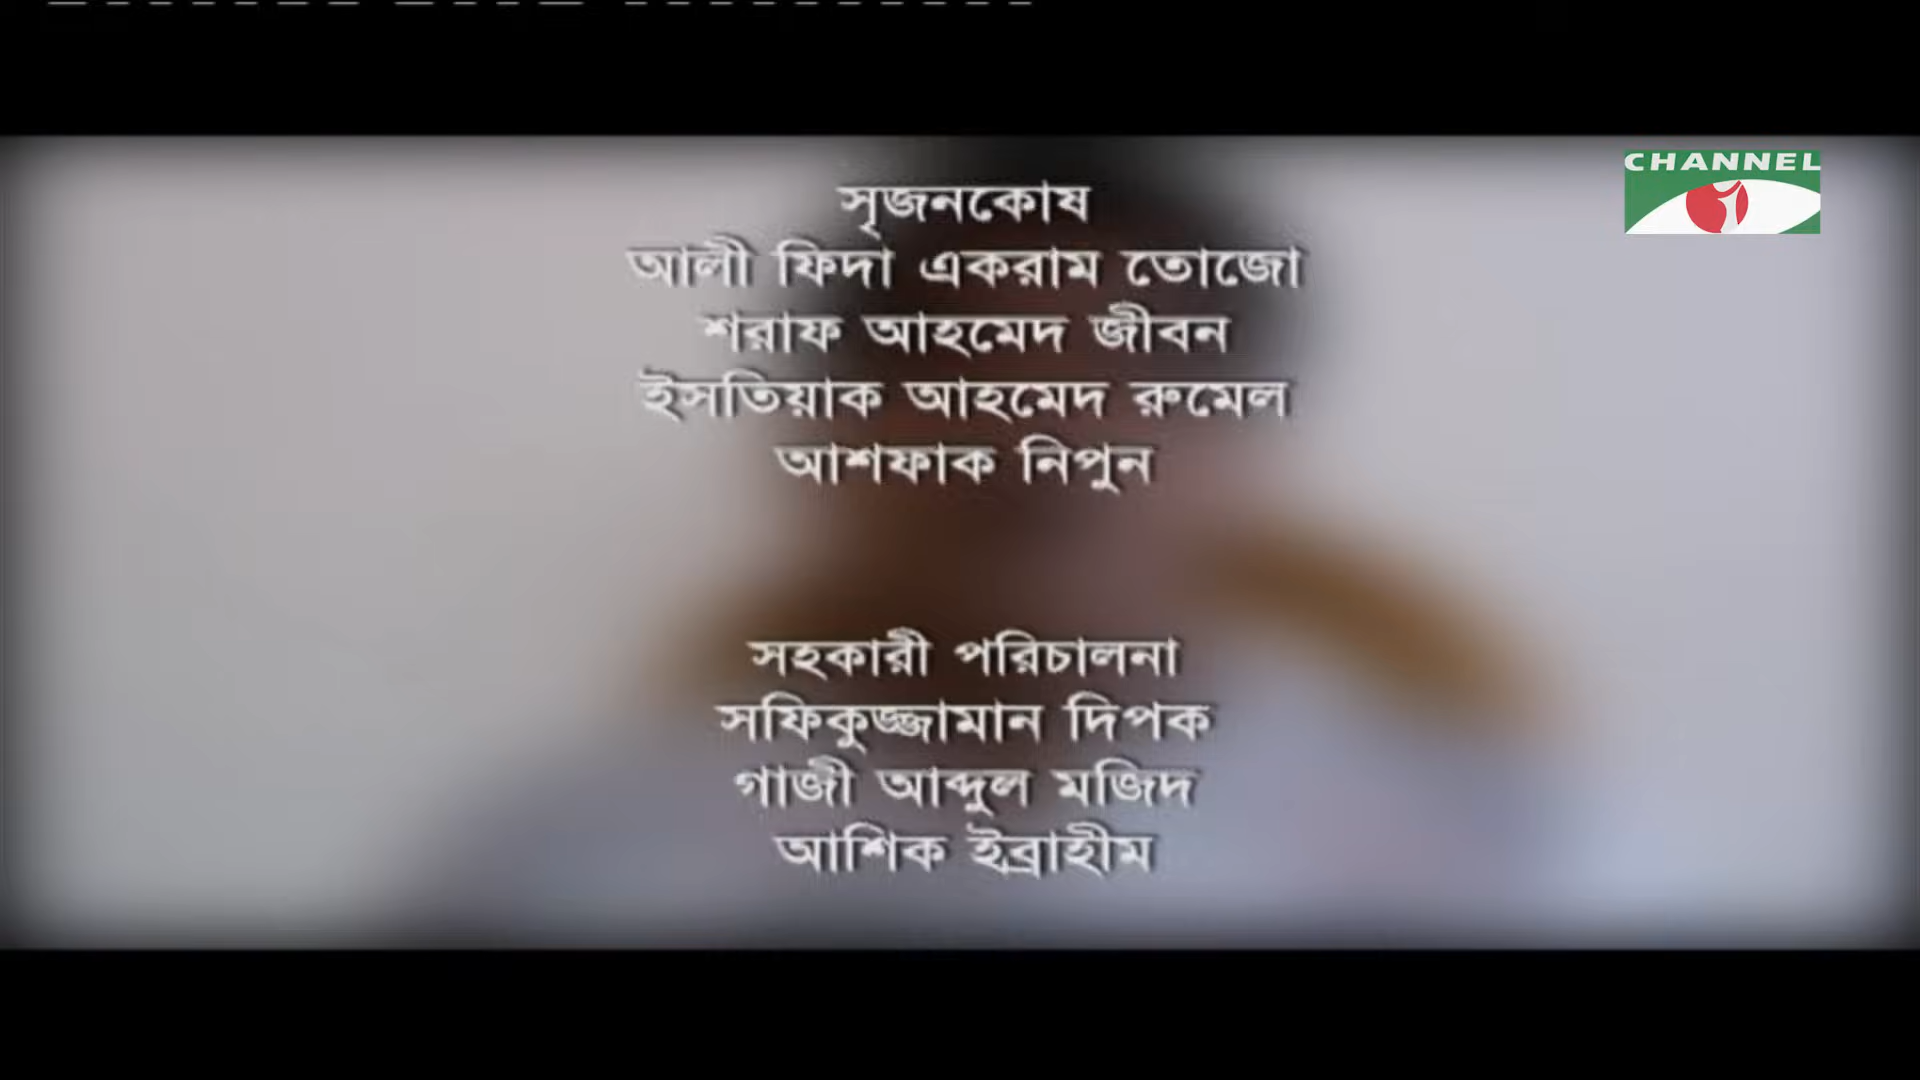 CHANNEL
সৃজনকোষ
আলী ফিদা একরাম তোজো
শরাফ আহমেদ জীবন
ইসতিয়াক আহমেদ রুমেল
আশফাক নিপুন
সহকারী পরিচালনা
সফিকুজ্জামান দিপক
গাজী আব্দুল মজিদ
আশিক ইব্রাহীম